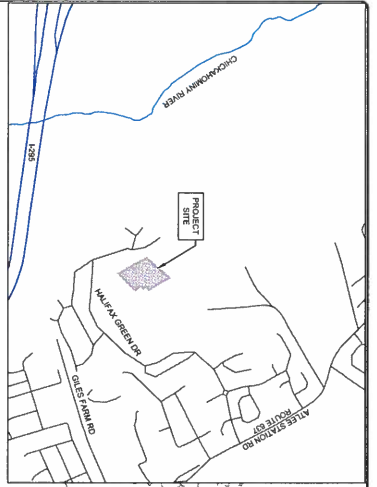 CHICKAHOMINY RIVER
I-295
PROJECT
SITE
HALIFAX GREEN DR
GILES FARM RD
ATLEE STATION RD
ROUTE 637